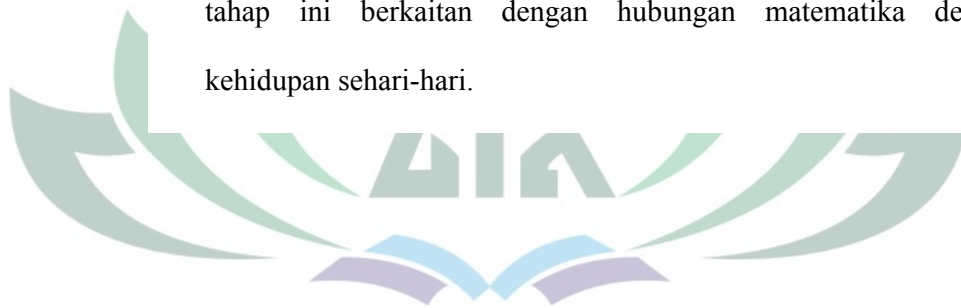 tahap ini berkaitan dengan hubungan matematika de
kehidupan sehari-hari.